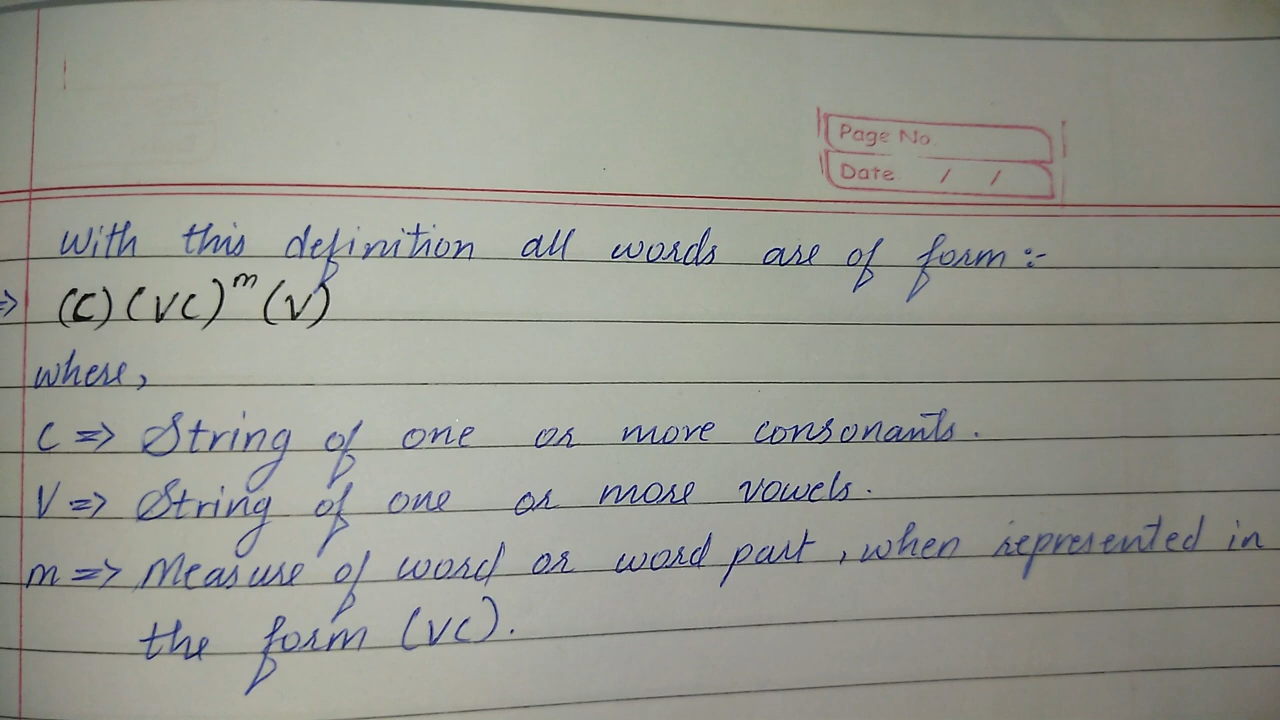 Page No.
Date / /
With this definition all words are of form :-
=> (C) (VC)^m (V)
where,
C => String of one or more consonants.
V => String of one or more vowels.
m => Measure of word or word part, when represented in
the form (VC).